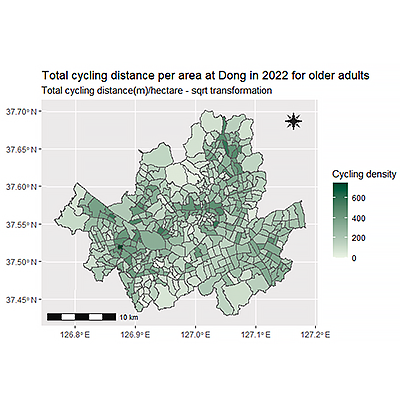 Total cycling distance per area at Dong in 2022 for older adults
Total cycling distance(m)/hectare - sqrt transformation
37.70°N
37.65°N
37.60°N
37.55°N
37.50°N
37.45°N
10 km
126.8°E 126.9°E 127.0°E 127.1°E 127.2°E
Cycling density
600
400
200
0